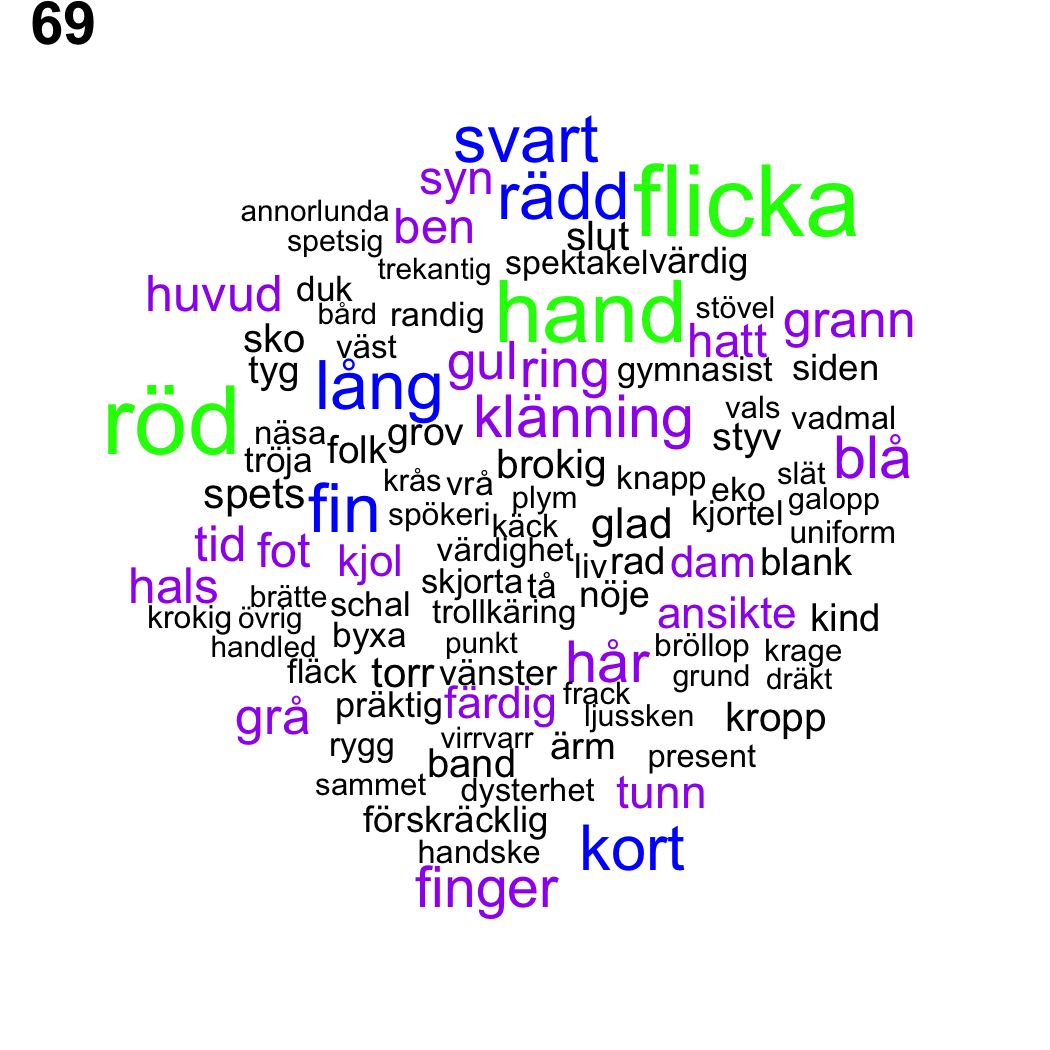 69
svart
syn rädd flicka
annorlunda ben slut
spetsig
trekantig spektakel värdig
huvud duk hand stövel grann
bård randig hatt
sko väst gul ring gymnasist siden
tyg lång
röd klänning vals vadmal
näsa folk grov styv blå
tröja brokig knapp slät
spets fin krås vrå plym eko galopp
spökeri käck glad kjortel uniform
tid fot kjol värdighet liv rad dam blank
hals brätte schal skjorta tå nöje
krokig övrig trollkäring ansikte kind
handled byxa punkt hår bröllop krage
fläck torr vänster grund dräkt
grå präktig färdig frack ljussken kropp
rygg virrvarr ärm present
band
sammet dysterhet tunn
förskräcklig
handske kort
finger